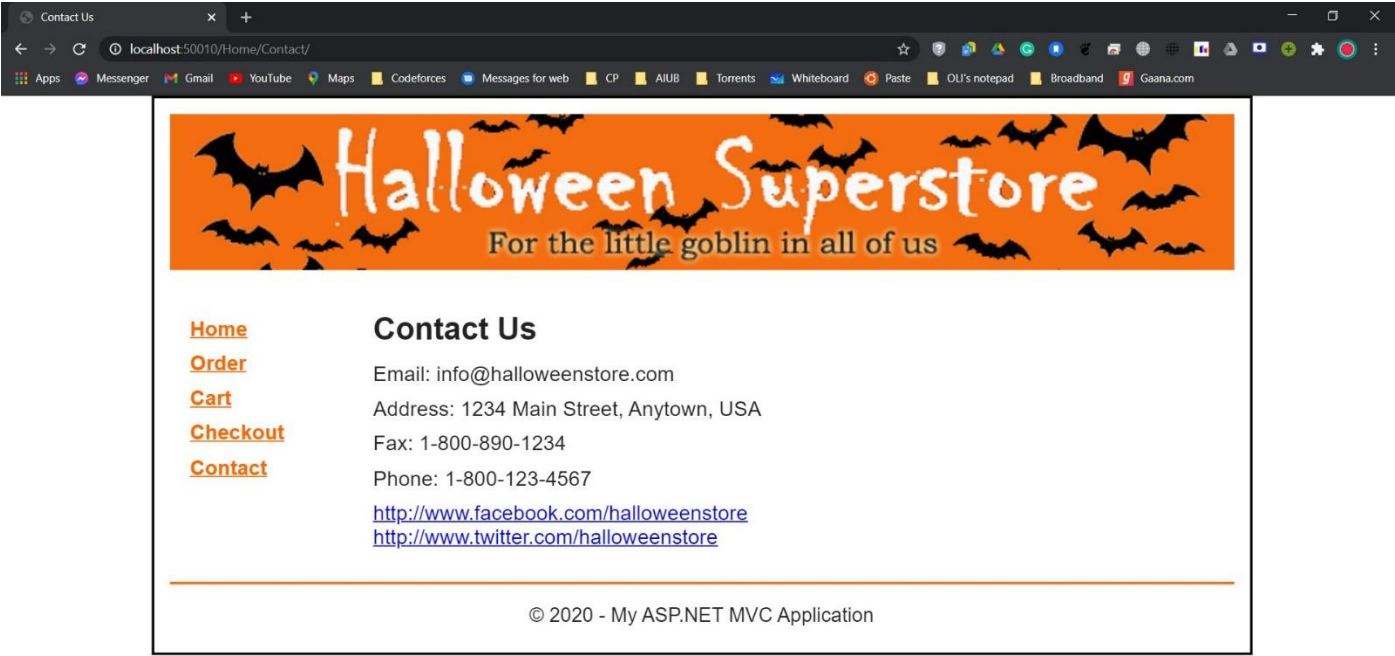 Contact Us
localhost:50010/Home/Contact/
Apps Messenger Gmail YouTube Maps Codeforces Messages for web CP AIUB Torrents Whiteboard Paste OLI's notepad Broadband Gaana.com
Halloween Superstore
For the little goblin in all of us
Home
Order
Cart
Checkout
Contact
Contact Us
Email: info@halloweenstore.com
Address: 1234 Main Street, Anytown, USA
Fax: 1-800-890-1234
Phone: 1-800-123-4567
http://www.facebook.com/halloweenstore
http://www.twitter.com/halloweenstore
© 2020 - My ASP.NET MVC Application